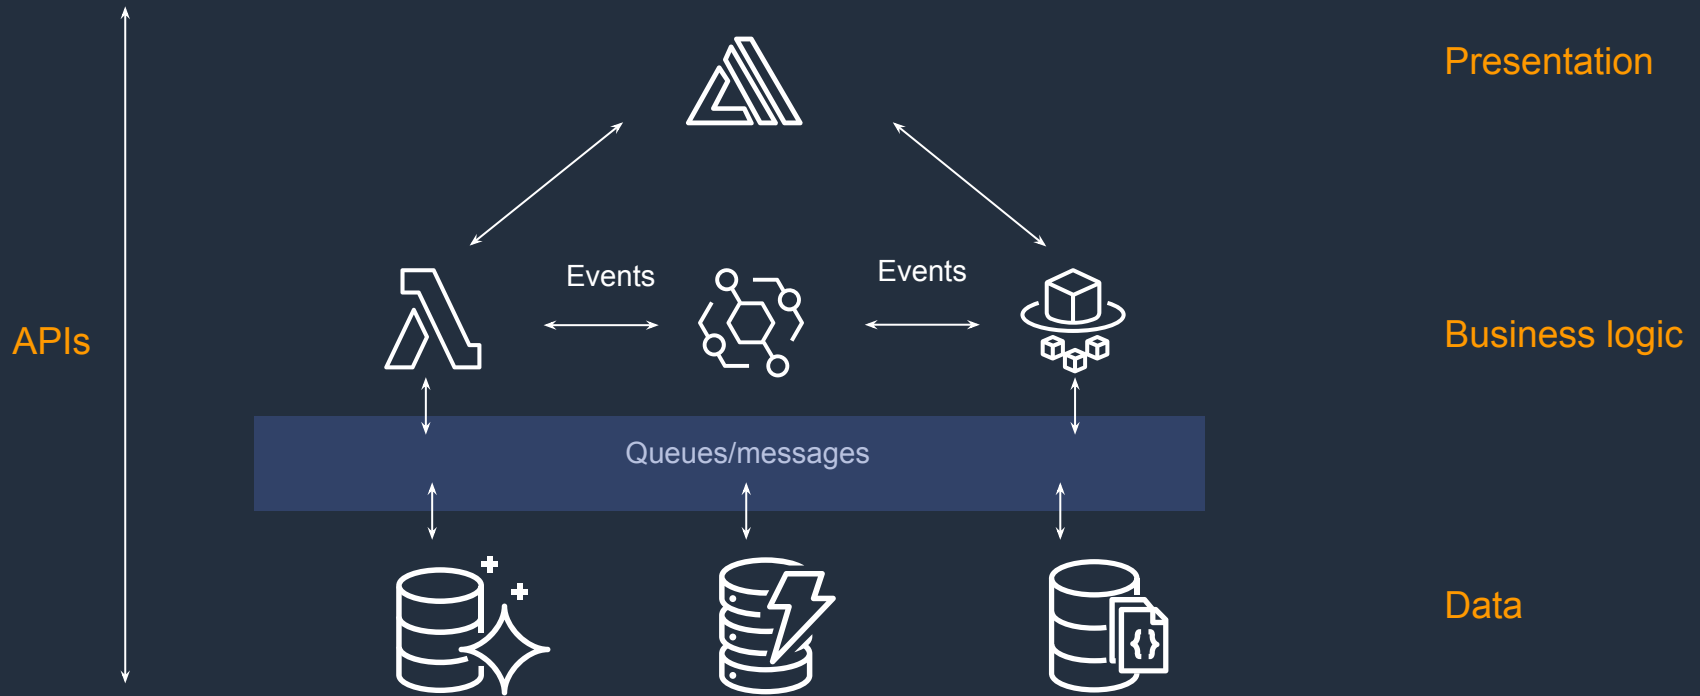 Presentation
Events
Events
APIs
Business logic
Queues/messages
Data
{}